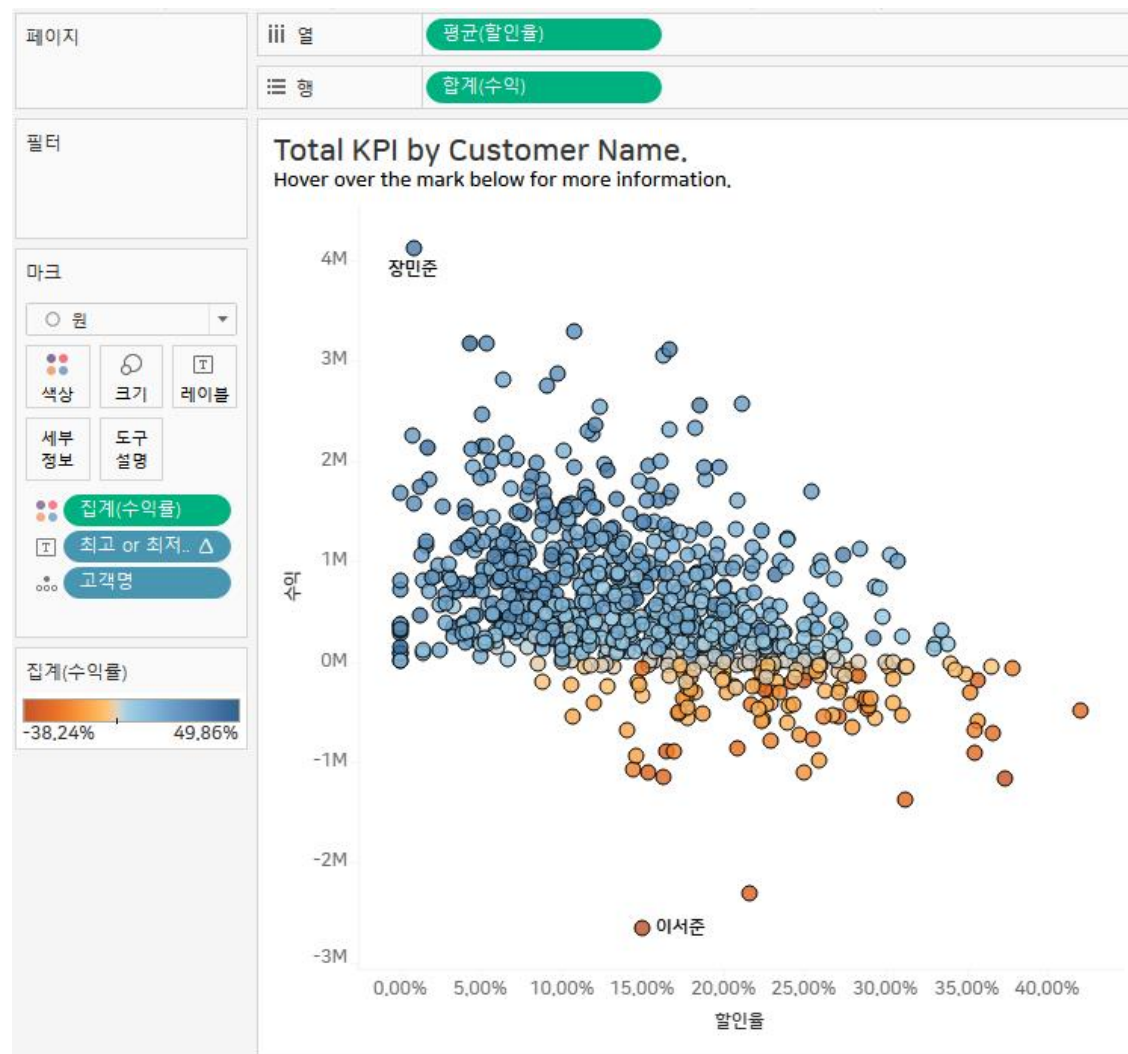 페이지
열
평균(할인율)
행
합계(수익)
필터
마크
원
색상
크기
레이블
세부
정보
도구
설명
집계(수익률)
최고 or 최저.. Δ
고객명
집계(수익률)
-38.24%
49.86%
Total KPI by Customer Name.
Hover over the mark below for more information.
수익
4M
3M
2M
1M
0M
-1M
-2M
-3M
장민준
이서준
0.00% 5.00% 10.00% 15.00% 20.00% 25.00% 30.00% 35.00% 40.00%
할인율